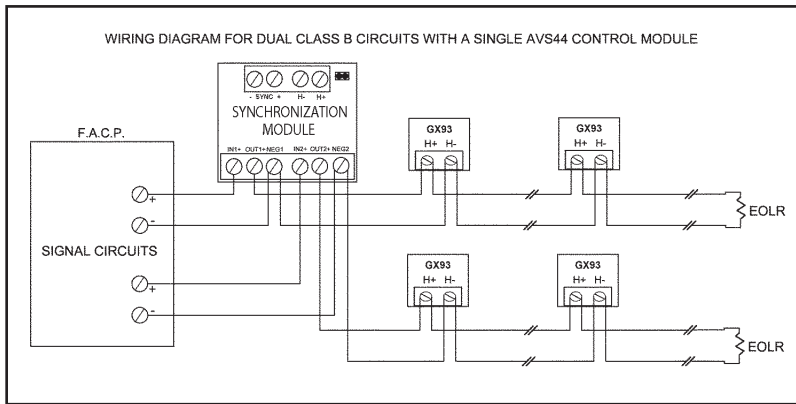 WIRING DIAGRAM FOR DUAL CLASS B CIRCUITS WITH A SINGLE AVS44 CONTROL MODULE
- SYNC + H- H+
SYNCHRONIZATION
MODULE
IN1+ OUT1+ NEG1 IN2+ OUT2+ NEG2
F.A.C.P.
SIGNAL CIRCUITS
+
-
+
-
GX93
H+ H-
GX93
H+ H-
EOLR
GX93
H+ H-
GX93
H+ H-
EOLR